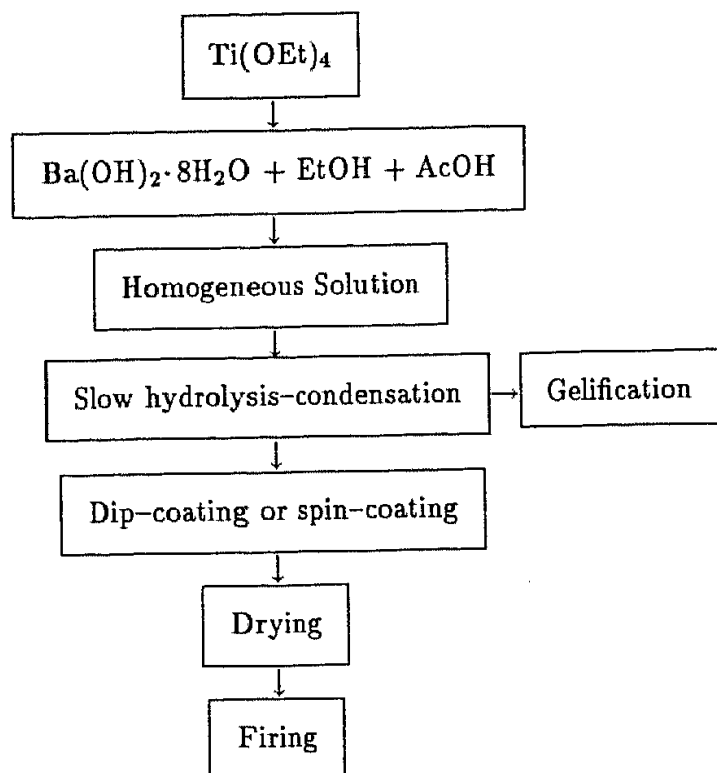 Ti(OEt)₄
Ba(OH)₂·8H₂O + EtOH + AcOH
Homogeneous Solution
Slow hydrolysis–condensation
Gelification
Dip–coating or spin–coating
Drying
Firing